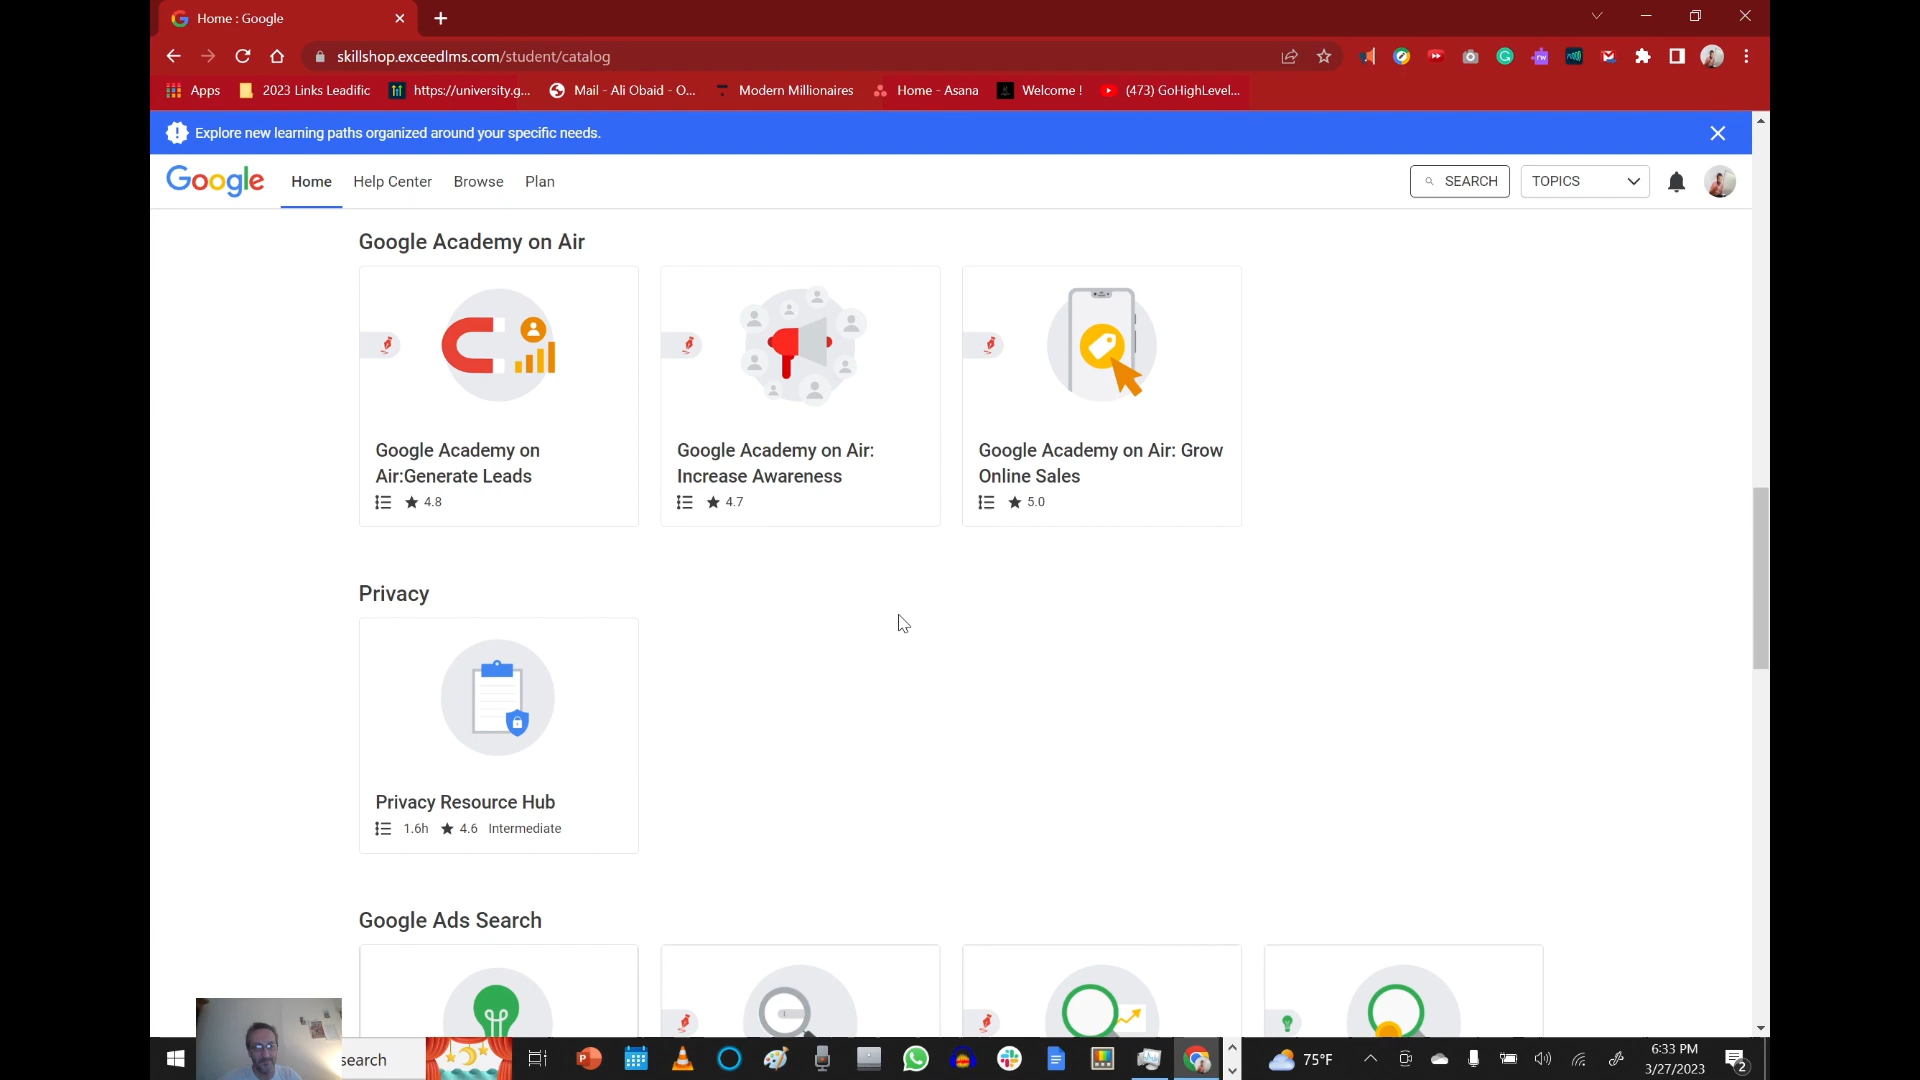 Home : Google
skillshop.exceedlms.com/student/catalog
Apps
2023 Links Leadific
https://university.g...
Mail - Ali Obaid - O...
Modern Millionaires
Home - Asana
Welcome !
(473) GoHighLevel...
Explore new learning paths organized around your specific needs.
Google
Home
Help Center
Browse
Plan
SEARCH
TOPICS
Google Academy on Air
Google Academy on
Air:Generate Leads
4.8
Google Academy on Air:
Increase Awareness
4.7
Google Academy on Air: Grow
Online Sales
5.0
Privacy
Privacy Resource Hub
1.6h 4.6 Intermediate
Google Ads Search
search
75°F
6:33 PM
3/27/2023
2